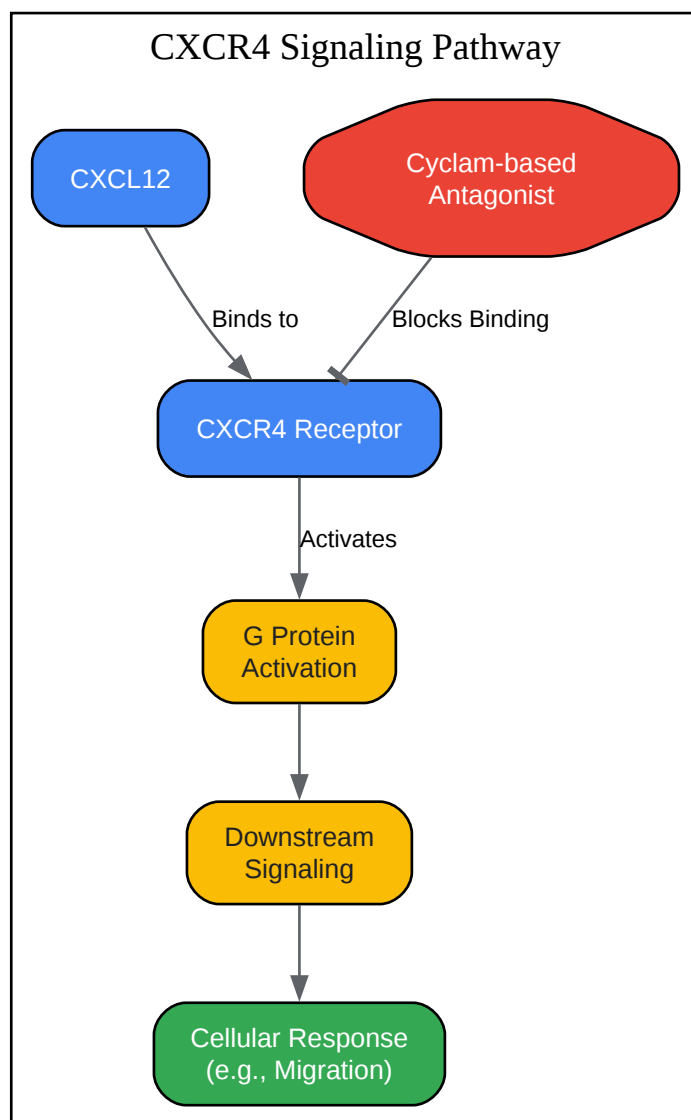 CXCR4 Signaling Pathway
CXCL12
Cyclam-based
Antagonist
Binds to
Blocks Binding
CXCR4 Receptor
Activates
G Protein
Activation
Downstream
Signaling
Cellular Response
(e.g., Migration)